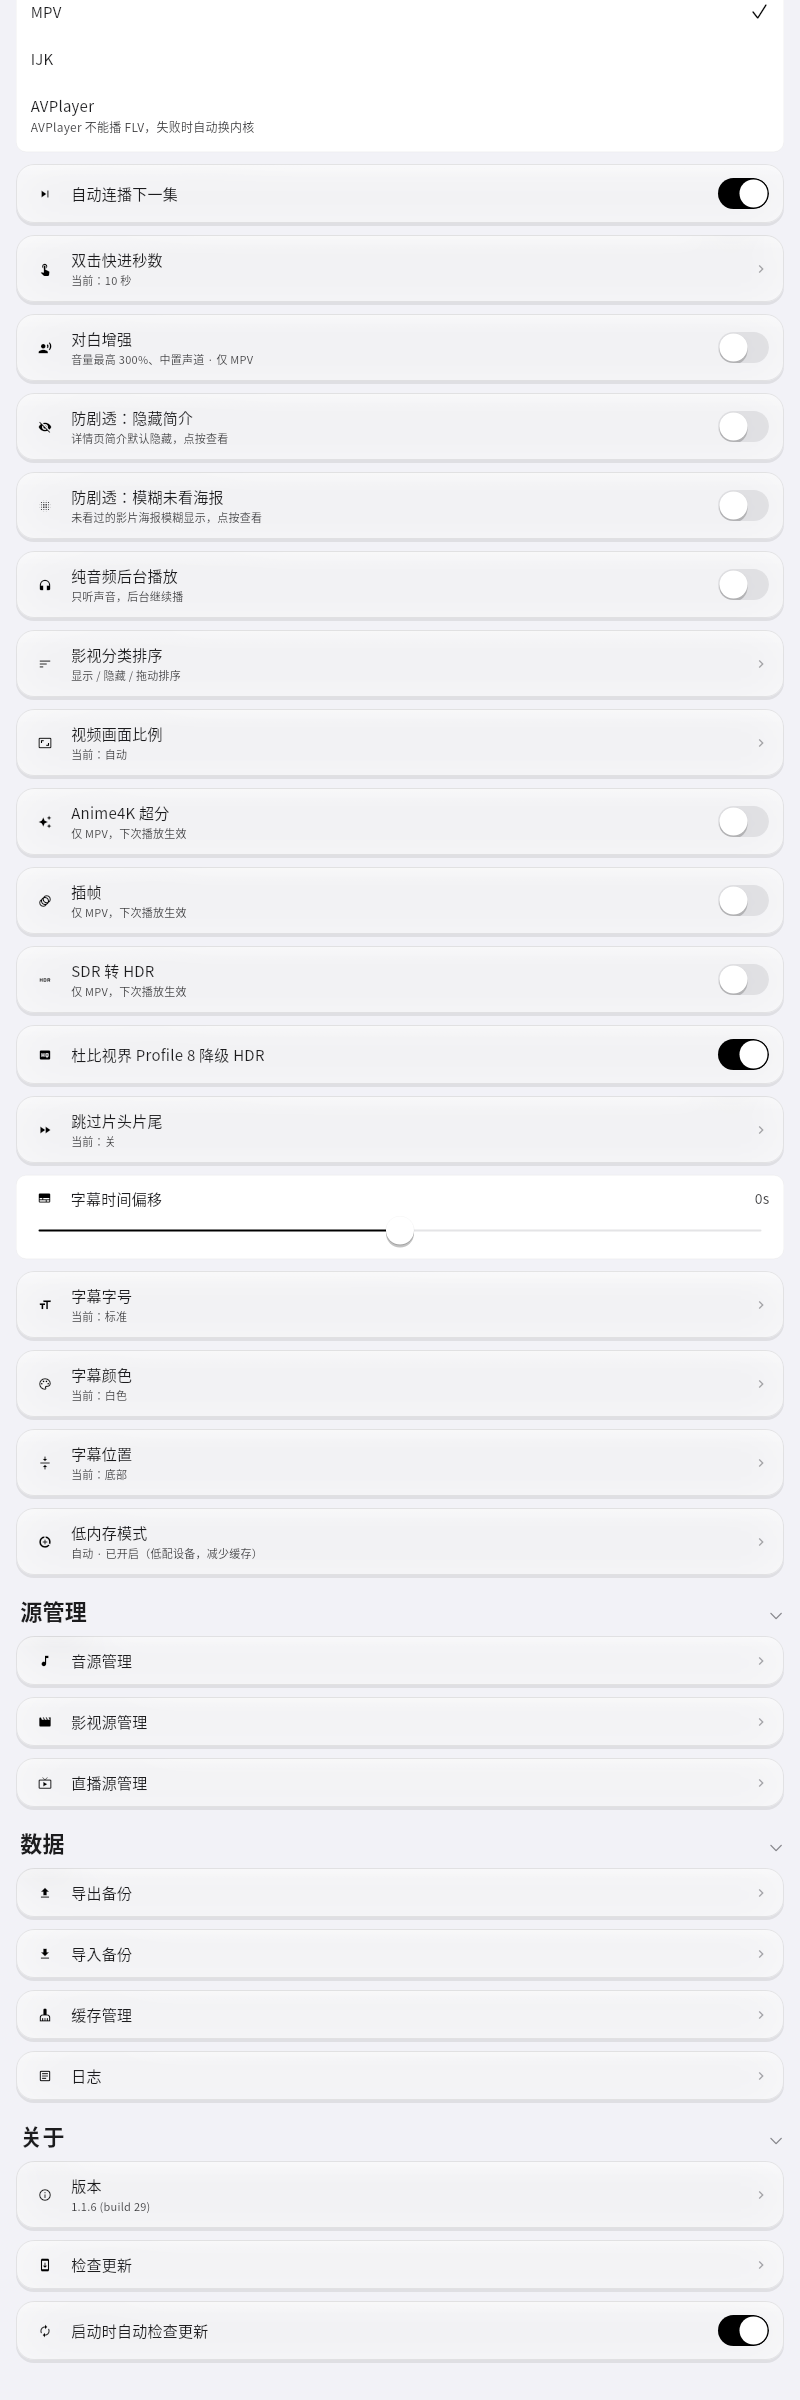 MPV
IJK
AVPlayer
AVPlayer 不能播 FLV，失败时自动换内核
自动连播下一集
双击快进秒数
当前：10 秒
对白增强
音量最高 300%、中置声道 · 仅 MPV
防剧透：隐藏简介
详情页简介默认隐藏，点按查看
防剧透：模糊未看海报
未看过的影片海报模糊显示，点按查看
纯音频后台播放
只听声音，后台继续播
影视分类排序
显示 / 隐藏 / 拖动排序
视频画面比例
当前：自动
Anime4K 超分
仅 MPV，下次播放生效
插帧
仅 MPV，下次播放生效
SDR 转 HDR
仅 MPV，下次播放生效
杜比视界 Profile 8 降级 HDR
跳过片头片尾
当前：关
字幕时间偏移
0s
字幕字号
当前：标准
字幕颜色
当前：白色
字幕位置
当前：底部
低内存模式
自动 · 已开启（低配设备，减少缓存）
源管理
音源管理
影视源管理
直播源管理
数据
导出备份
导入备份
缓存管理
日志
关于
版本
1.1.6 (build 29)
检查更新
启动时自动检查更新